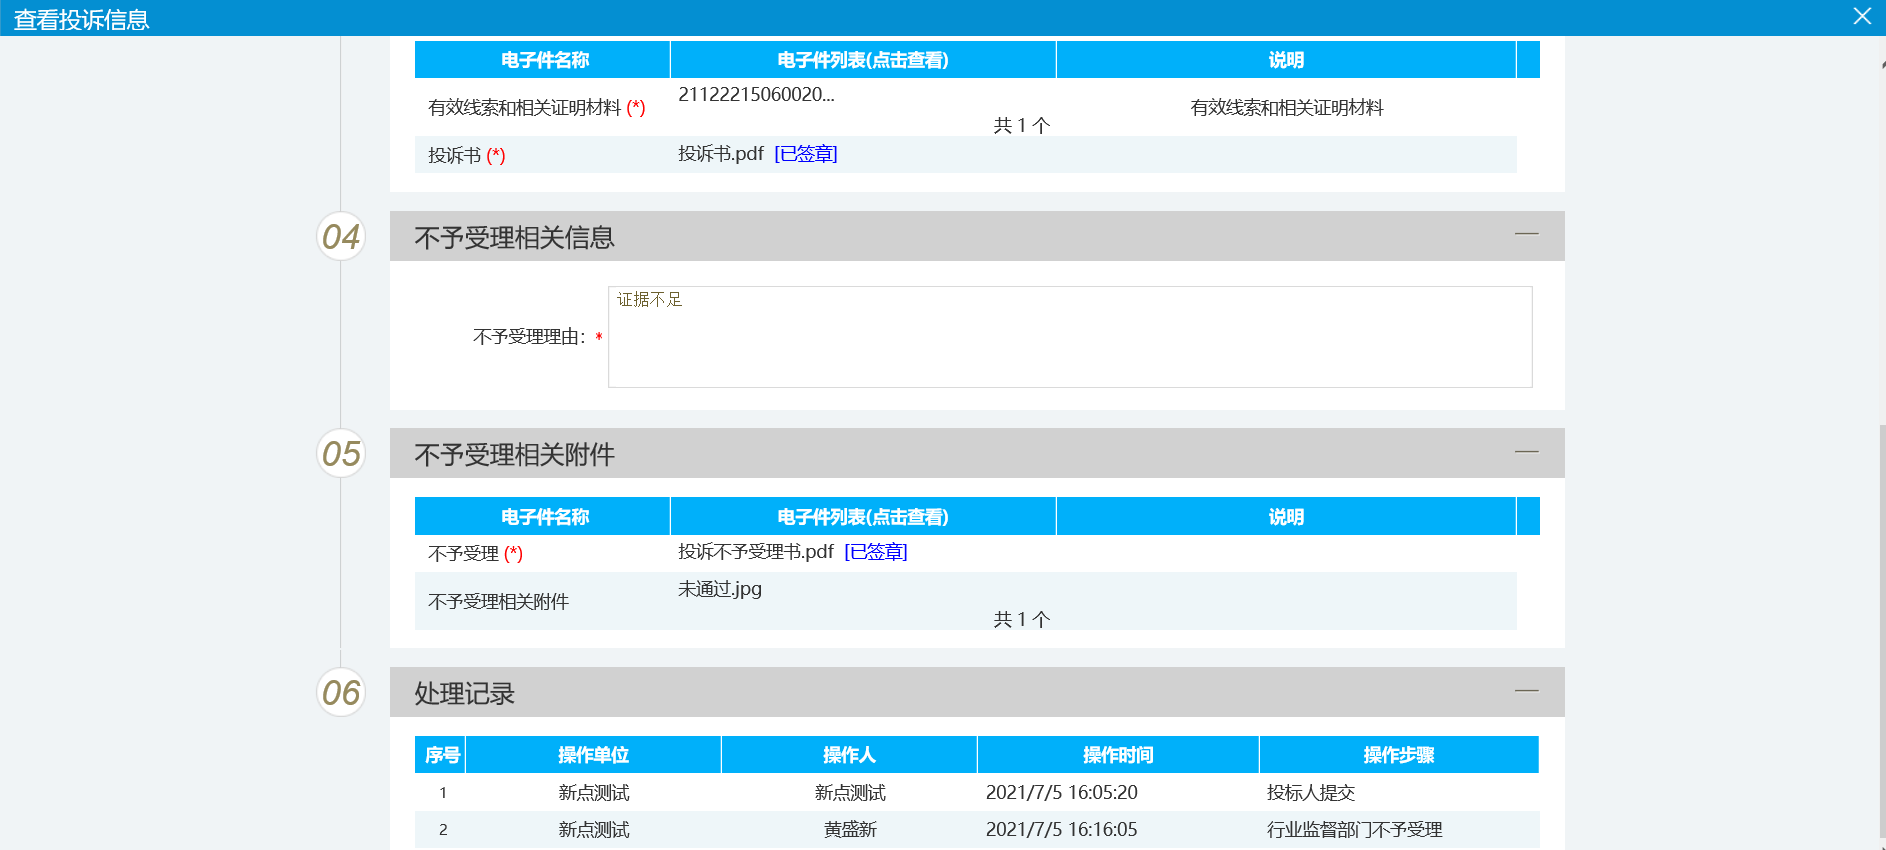 查看投诉信息
电子件名称 电子件列表(点击查看) 说明
有效线索和相关证明材料 (*) 21122215060020... 共 1 个 有效线索和相关证明材料
投诉书 (*) 投诉书.pdf [已签章]
04 不予受理相关信息
不予受理理由： * 证据不足
05 不予受理相关附件
电子件名称 电子件列表(点击查看) 说明
不予受理 (*) 投诉不予受理书.pdf [已签章]
不予受理相关附件 未通过.jpg 共 1 个
06 处理记录
序号 操作单位 操作人 操作时间 操作步骤
1 新点测试 新点测试 2021/7/5 16:05:20 投标人提交
2 新点测试 黄盛新 2021/7/5 16:16:05 行业监督部门不予受理